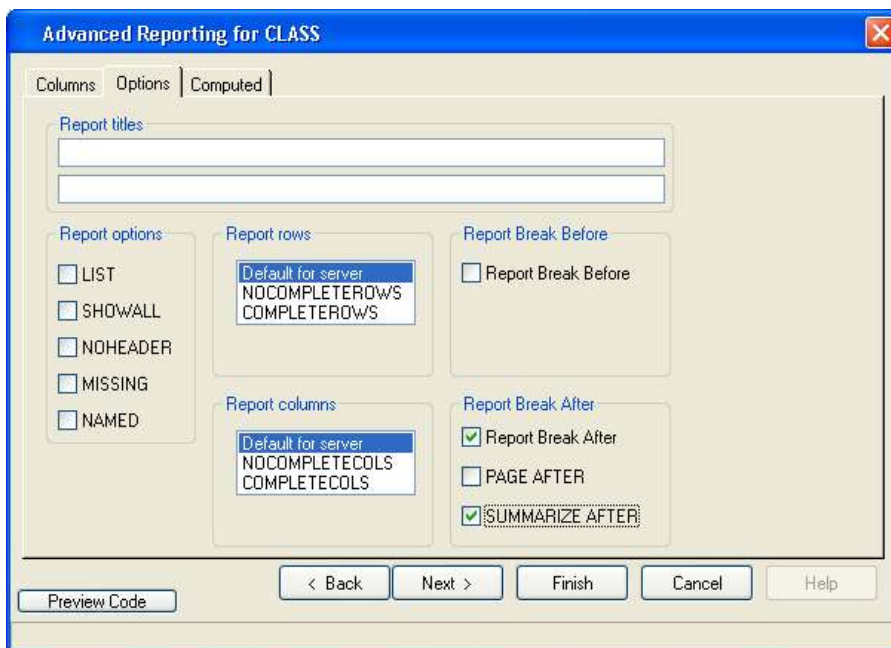 Advanced Reporting for CLASS
Columns Options Computed
Report titles
Report options
LIST
SHOWALL
NOHEADER
MISSING
NAMED
Report rows
Default for server
NOCOMPLETEROWS
COMPLETEROWS
Report Break Before
Report Break Before
Report columns
Default for server
NOCOMPLETECOLS
COMPLETECOLS
Report Break After
Report Break After
PAGE AFTER
SUMMARIZE AFTER
Preview Code
< Back Next > Finish Cancel Help